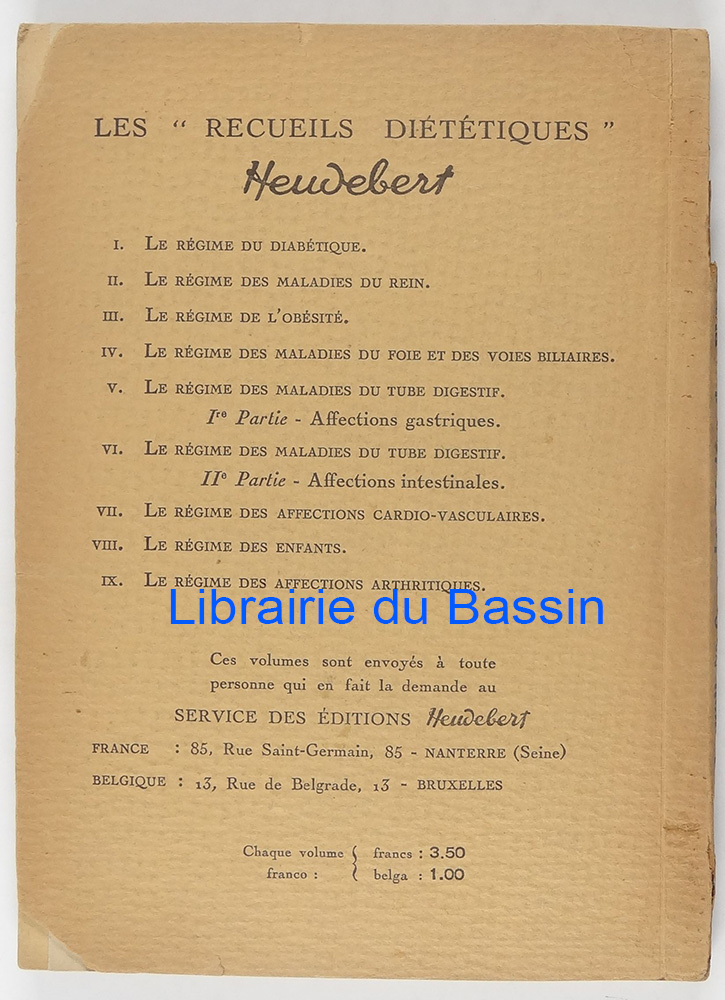 LES “ RECUEILS DIÉTÉTIQUES ”
Heudebert
I. LE RÉGIME DU DIABÉTIQUE.
II. LE RÉGIME DES MALADIES DU REIN.
III. LE RÉGIME DE L'OBÉSITÉ.
IV. LE RÉGIME DES MALADIES DU FOIE ET DES VOIES BILIAIRES.
V. LE RÉGIME DES MALADIES DU TUBE DIGESTIF.
Ire Partie - Affections gastriques.
VI. LE RÉGIME DES MALADIES DU TUBE DIGESTIF.
IIe Partie - Affections intestinales.
VII. LE RÉGIME DES AFFECTIONS CARDIO-VASCULAIRES.
VIII. LE RÉGIME DES ENFANTS.
IX. LE RÉGIME DES AFFECTIONS ARTHRITIQUES.
Librairie du Bassin
Ces volumes sont envoyés à toute
personne qui en fait la demande au
SERVICE DES ÉDITIONS Heudebert
FRANCE : 85, Rue Saint-Germain, 85 - NANTERRE (Seine)
BELGIQUE : 13, Rue de Belgrade, 13 - BRUXELLES
Chaque volume { francs : 3.50
franco : { belga : 1.00